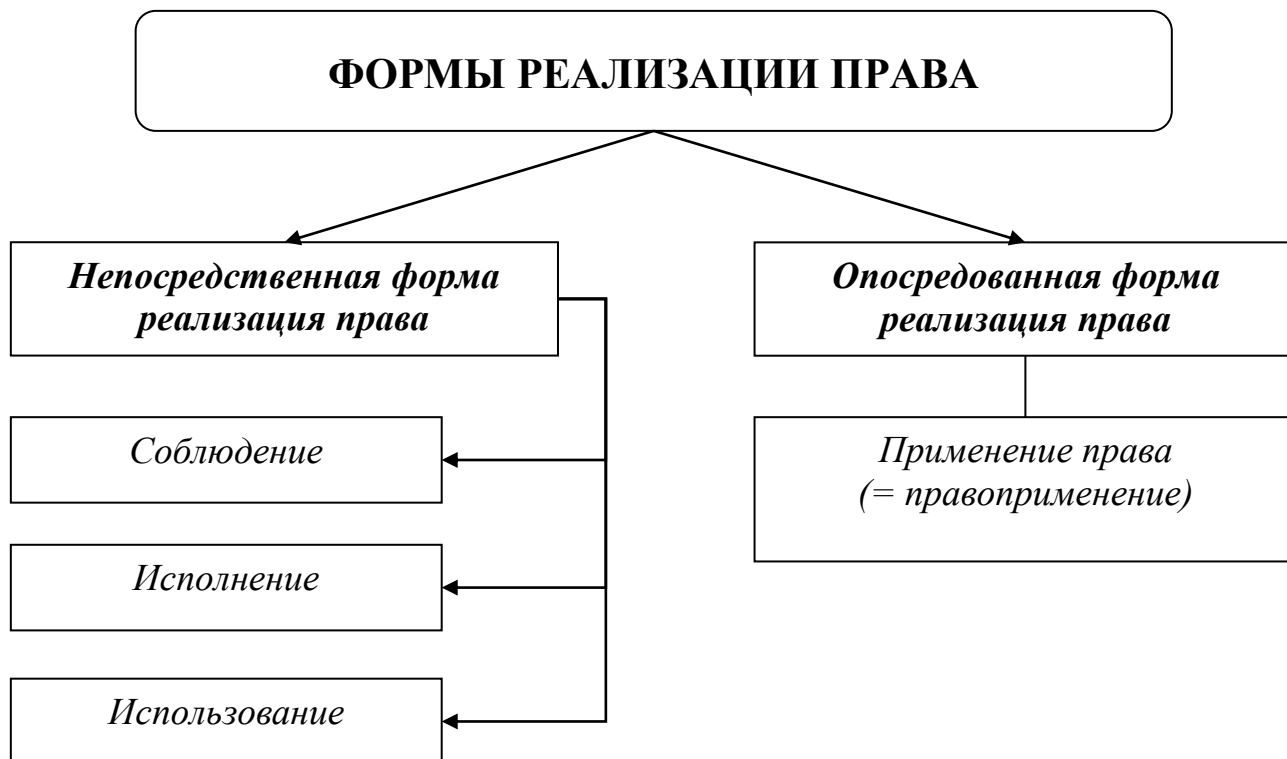 ФОРМЫ РЕАЛИЗАЦИИ ПРАВА
Непосредственная форма
реализация права
Соблюдение
Исполнение
Использование
Опосредованная форма
реализация права
Применение права
(= правоприменение)